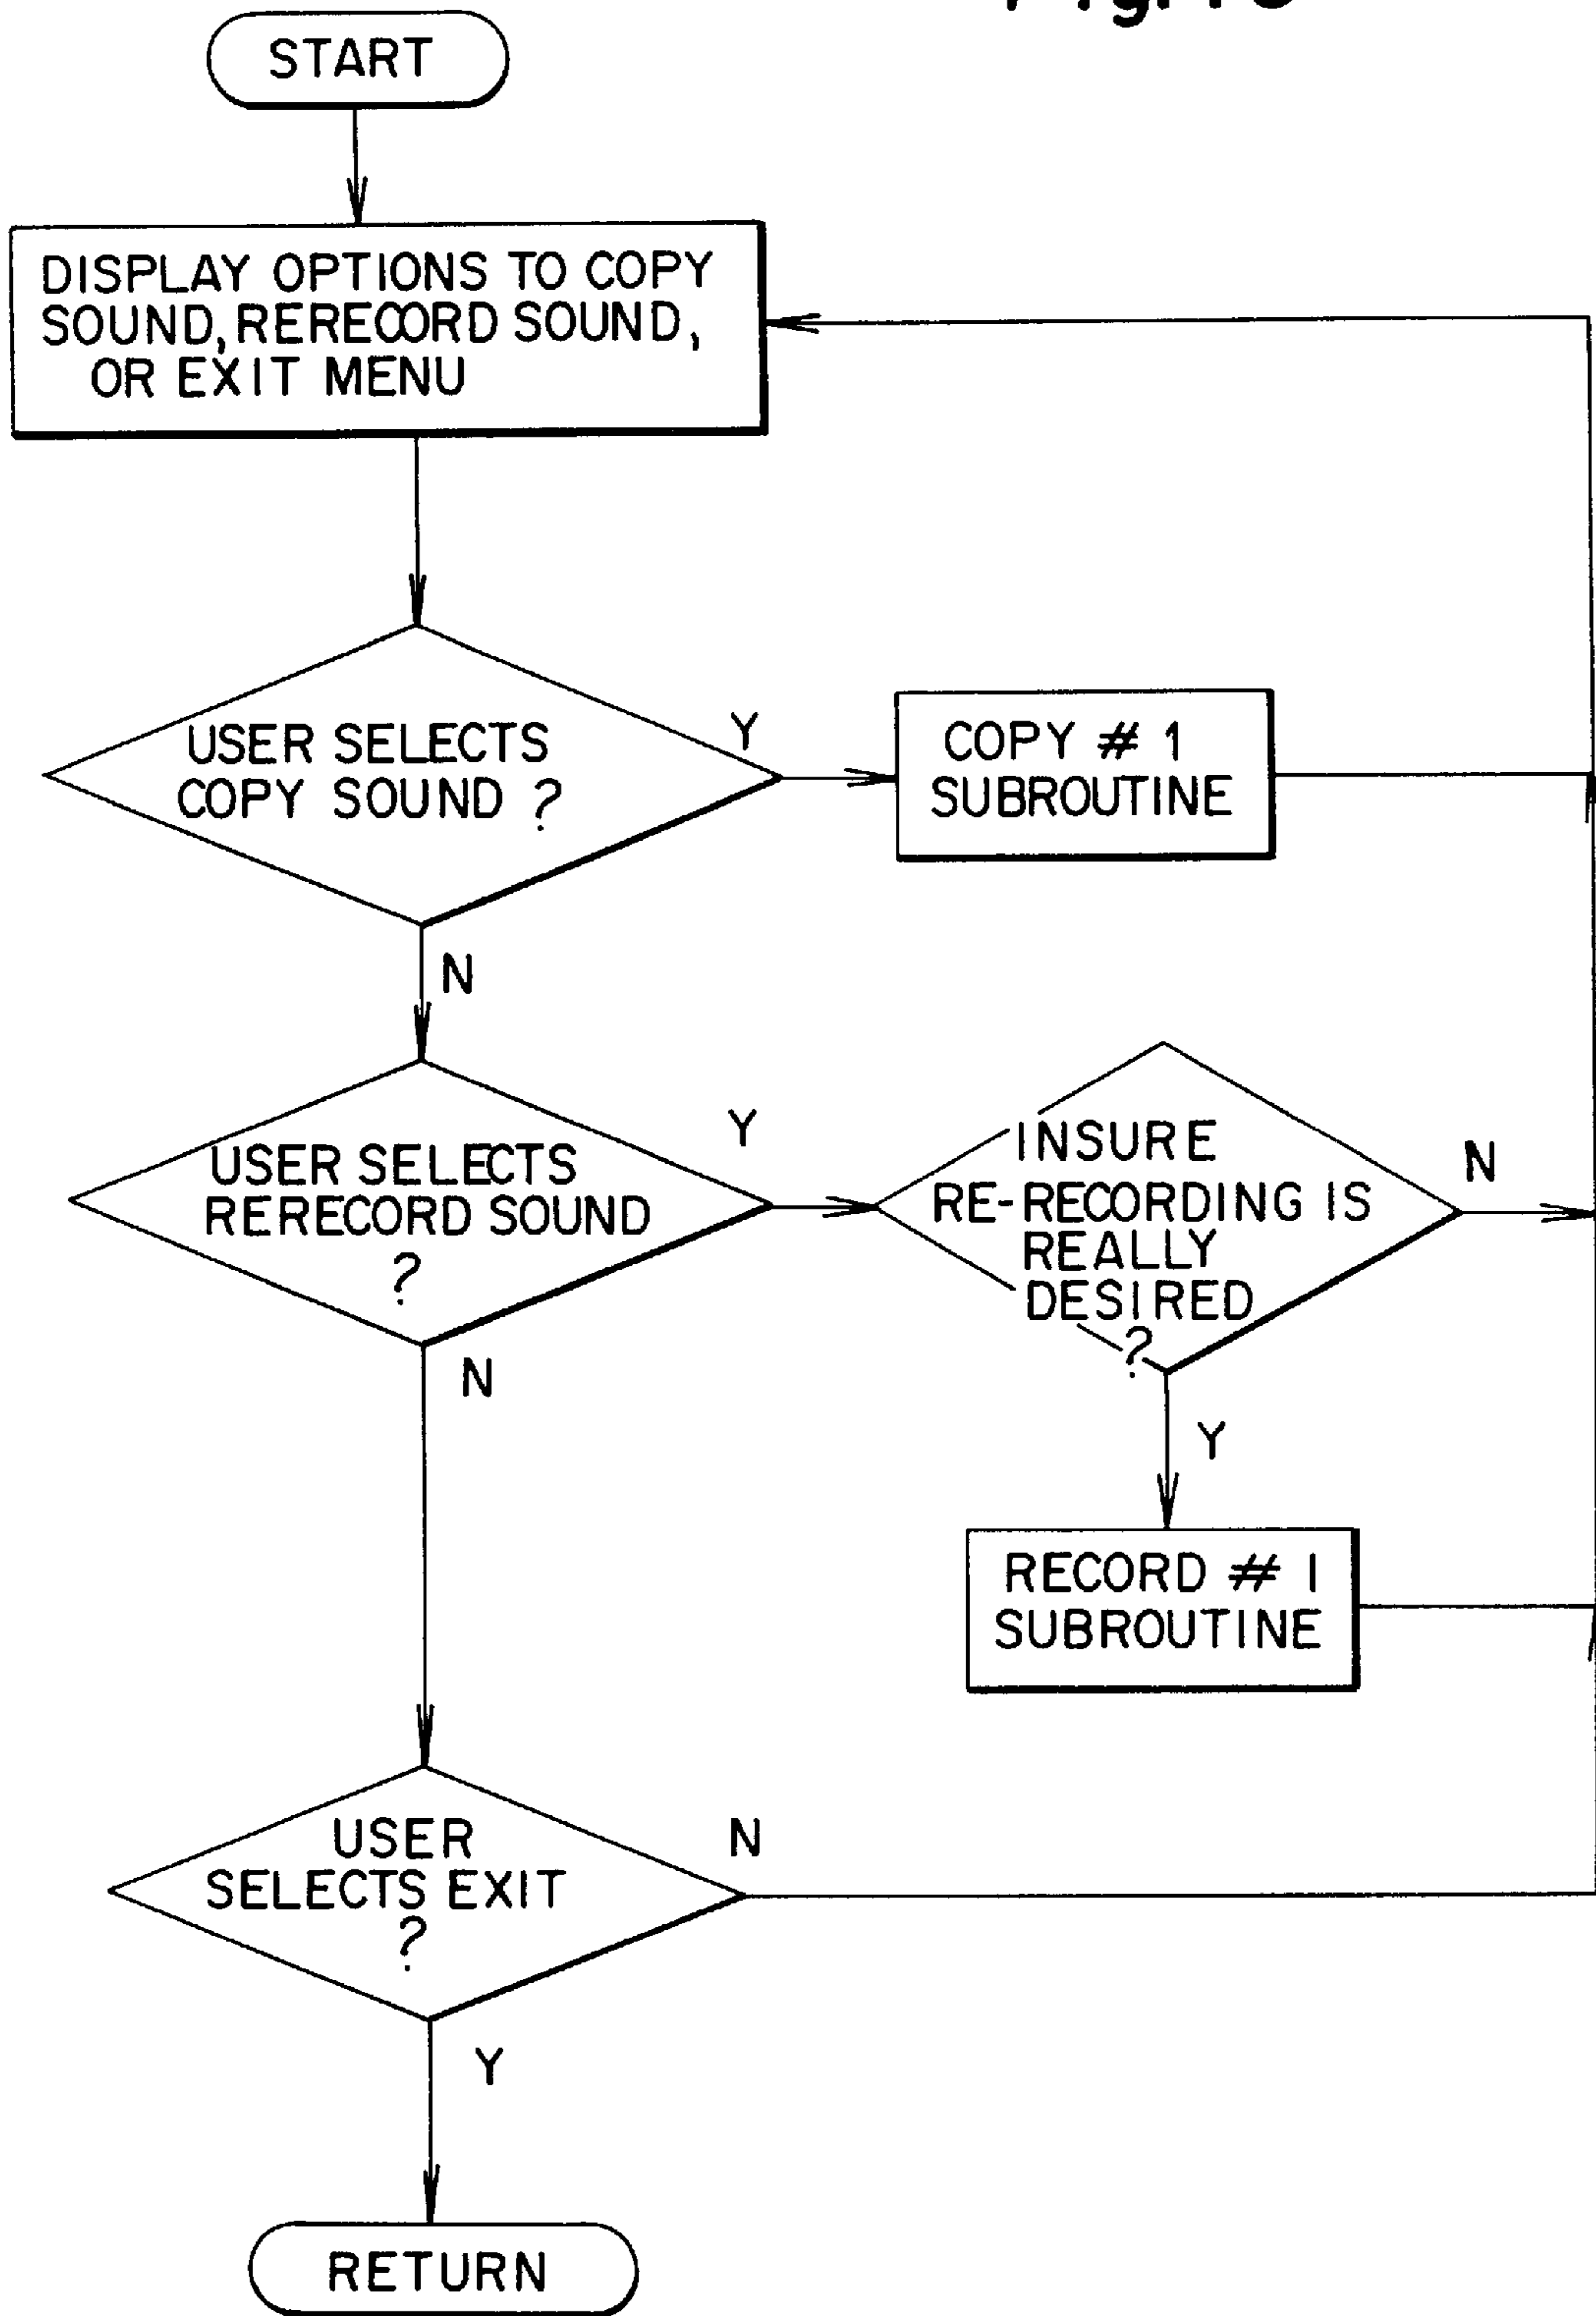 START
DISPLAY OPTIONS TO COPY
SOUND, RERECORD SOUND,
OR EXIT MENU
USER SELECTS
COPY SOUND ?
Y
COPY # 1
SUBROUTINE
N
USER SELECTS
RERECORD SOUND
?
Y
INSURE
RE-RECORDING IS
REALLY
DESIRED
?
N
N
Y
RECORD # 1
SUBROUTINE
USER
SELECTS EXIT
?
N
Y
RETURN